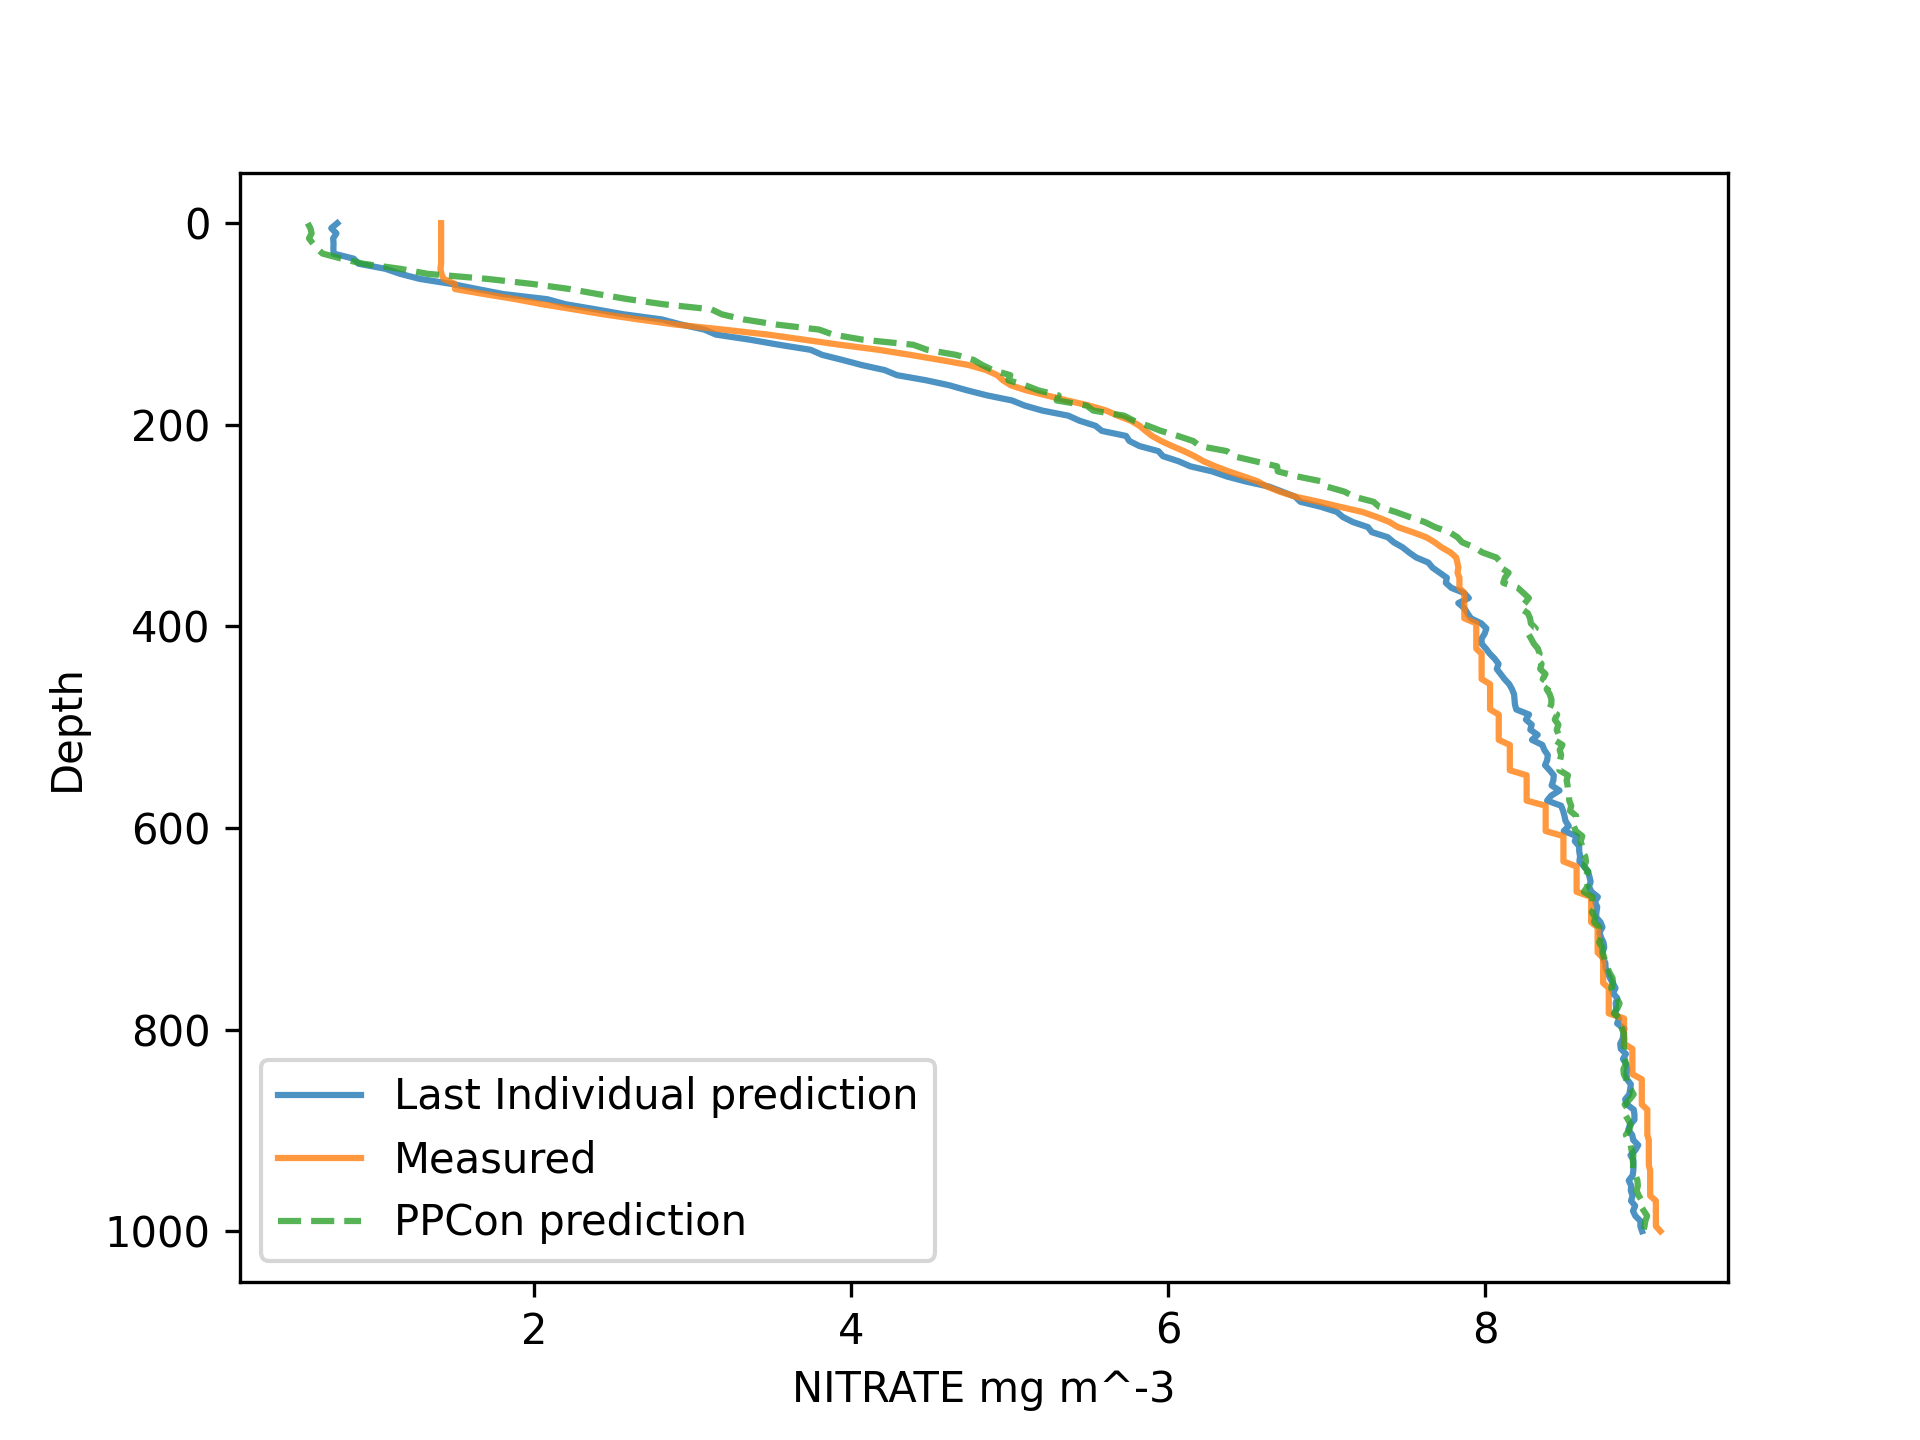 0
200
400
600
800
1000
Depth
2 4 6 8
NITRATE mg m^-3
Last Individual prediction
Measured
PPCon prediction